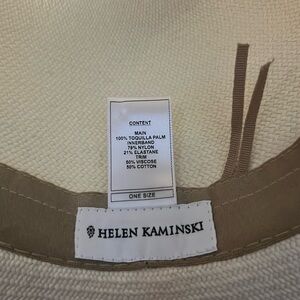 CONTENT
MAIN
100% TOQUILLA PALM
INNERBAND
79% NYLON
21% ELASTANE
TRIM
50% VISCOSE
50% COTTON
ONE SIZE
HELEN KAMINSKI